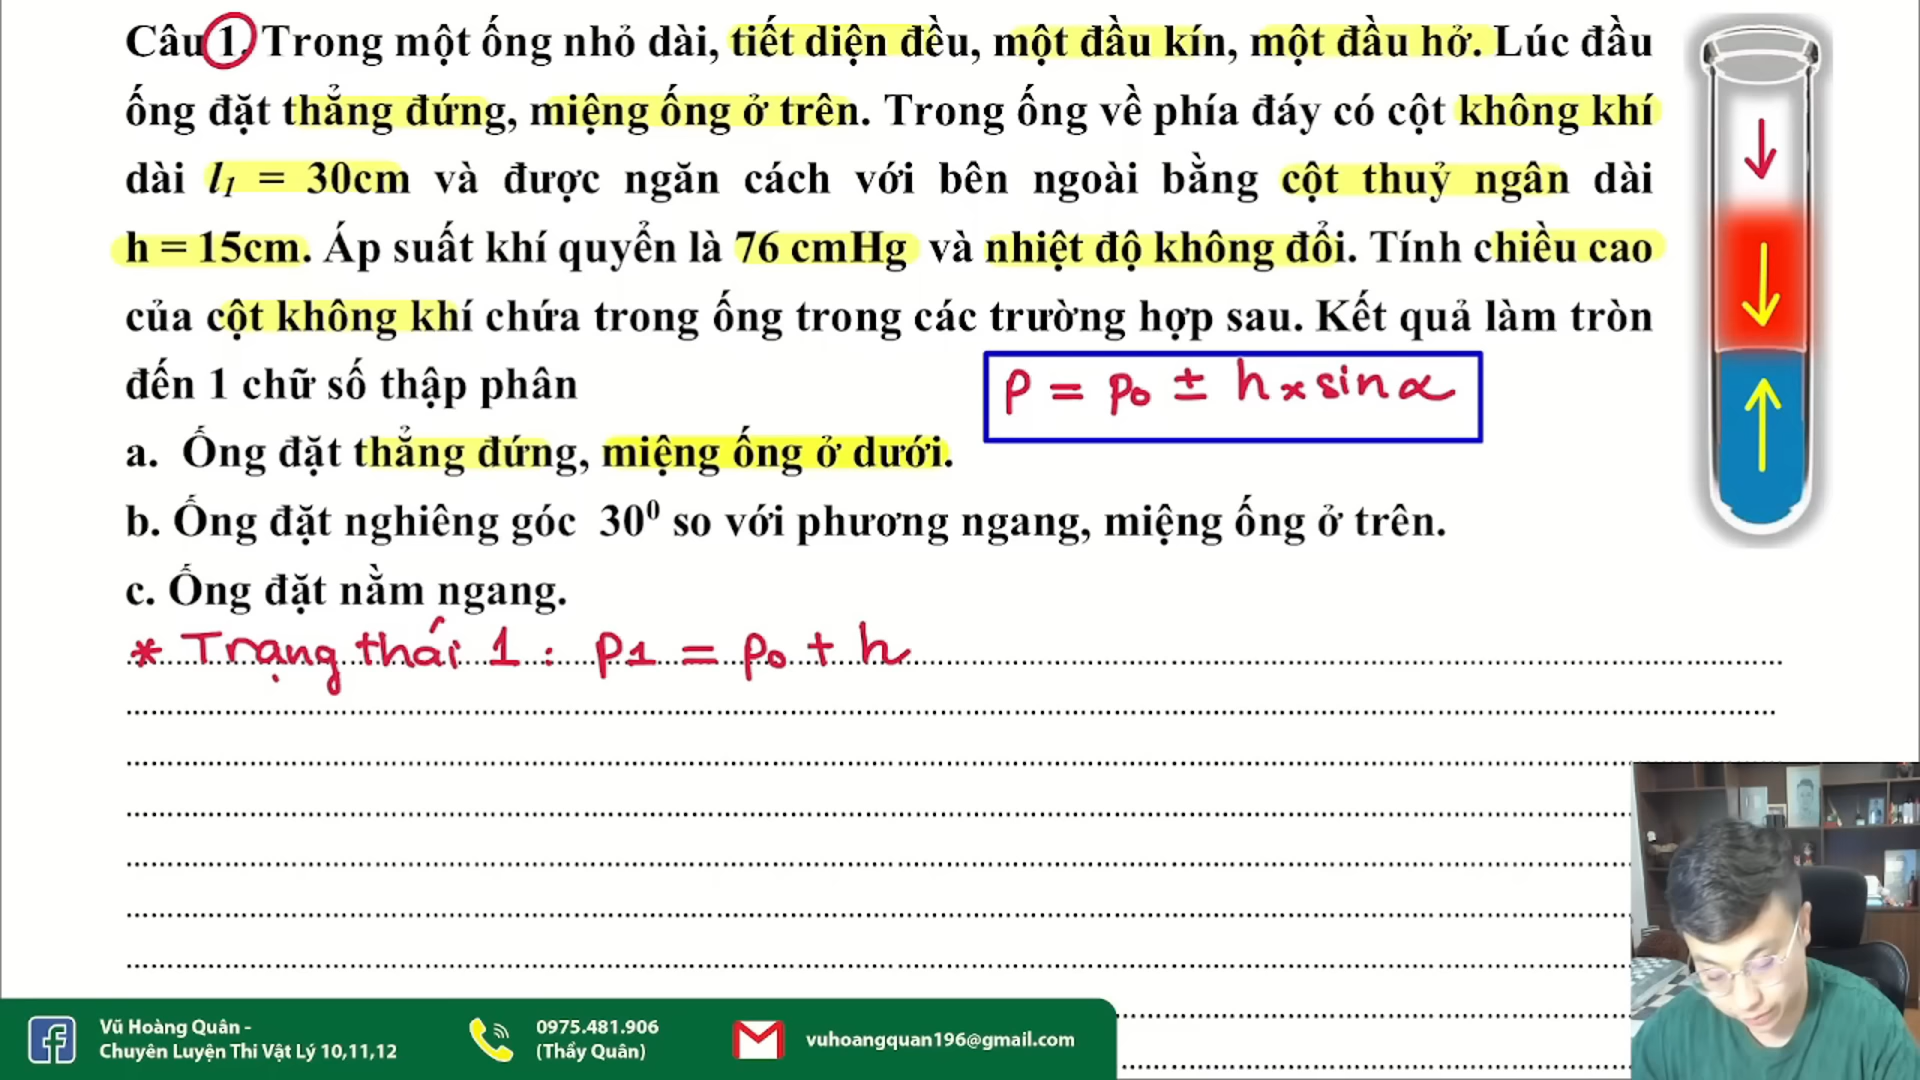 Câu 1. Trong một ống nhỏ dài, tiết diện đều, một đầu kín, một đầu hở. Lúc đầu
ống đặt thẳng đứng, miệng ống ở trên. Trong ống về phía đáy có cột không khí
dài l₁ = 30cm và được ngăn cách với bên ngoài bằng cột thuỷ ngân dài
h = 15cm. Áp suất khí quyển là 76 cmHg và nhiệt độ không đổi. Tính chiều cao
của cột không khí chứa trong ống trong các trường hợp sau. Kết quả làm tròn
đến 1 chữ số thập phân
P = p₀ ± h x sin α
a. Ống đặt thẳng đứng, miệng ống ở dưới.
b. Ống đặt nghiêng góc 30⁰ so với phương ngang, miệng ống ở trên.
c. Ống đặt nằm ngang.
* Trạng thái 1 : P1 = p₀ + h
Vũ Hoàng Quân -
Chuyên Luyện Thi Vật Lý 10,11,12
0975.481.906
(Thầy Quân)
vuhoangquan196@gmail.com